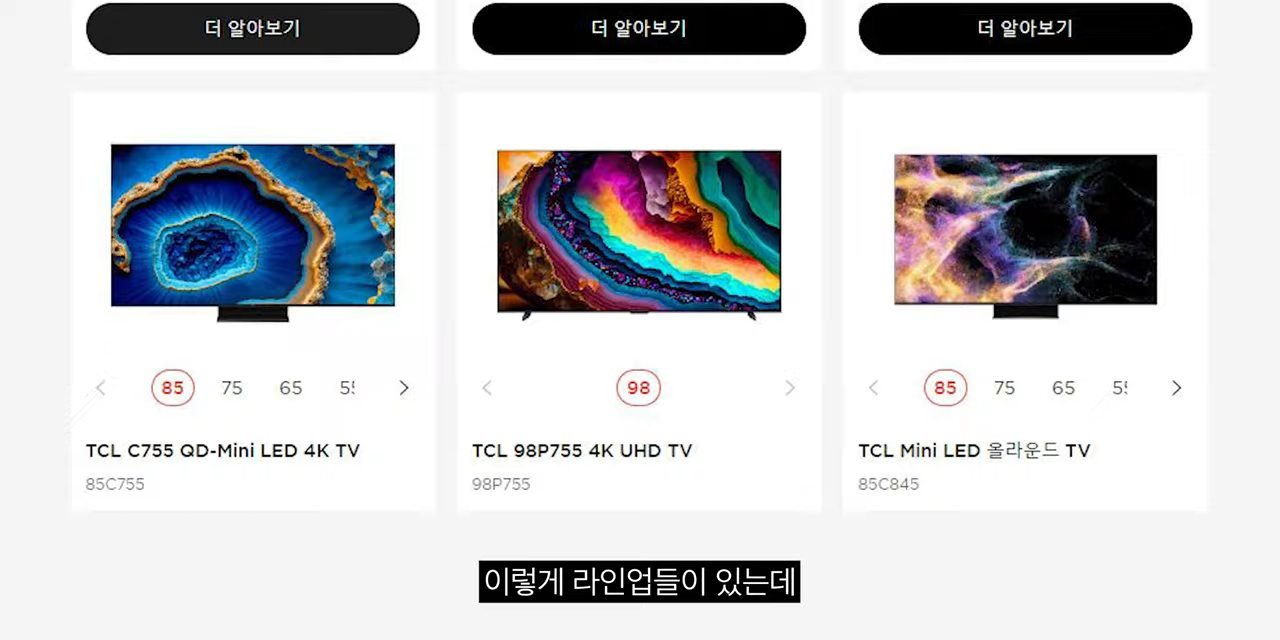 더 알아보기
더 알아보기
더 알아보기
85 75 65
98
85 75 65
TCL C755 QD-Mini LED 4K TV
85C755
TCL 98P755 4K UHD TV
98P755
TCL Mini LED 올라운드 TV
85C845
이렇게 라인업들이 있는데